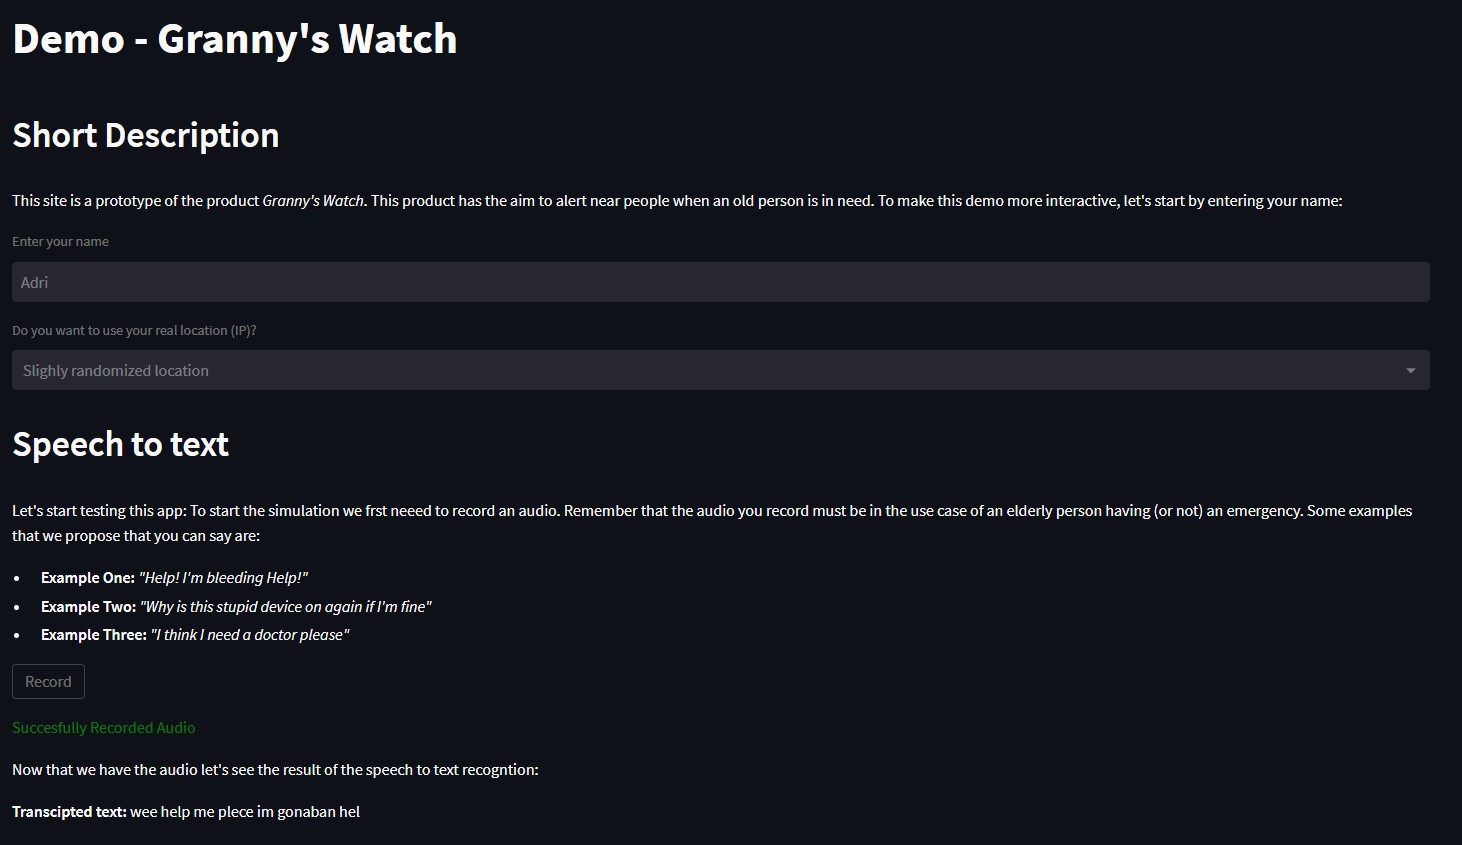 Demo - Granny's Watch
Short Description
This site is a prototype of the product Granny's Watch. This product has the aim to alert near people when an old person is in need. To make this demo more interactive, let's start by entering your name:
Enter your name
Adri
Do you want to use your real location (IP)?
Slighly randomized location
Speech to text
Let's start testing this app: To start the simulation we frst neeed to record an audio. Remember that the audio you record must be in the use case of an elderly person having (or not) an emergency. Some examples
that we propose that you can say are:
• Example One: "Help! I'm bleeding Help!"
• Example Two: "Why is this stupid device on again if I'm fine"
• Example Three: "I think I need a doctor please"
Record
Succesfully Recorded Audio
Now that we have the audio let's see the result of the speech to text recogntion:
Transcipted text: wee help me plece im gonaban hel